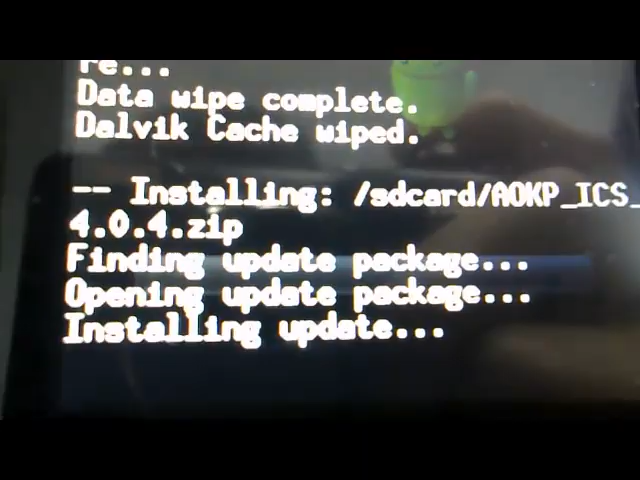 re...
Data wipe complete.
Dalvik Cache wiped.
-- Installing: /sdcard/AOKP_ICS_
4.0.4.zip
Finding update package...
Opening update package...
Installing update...